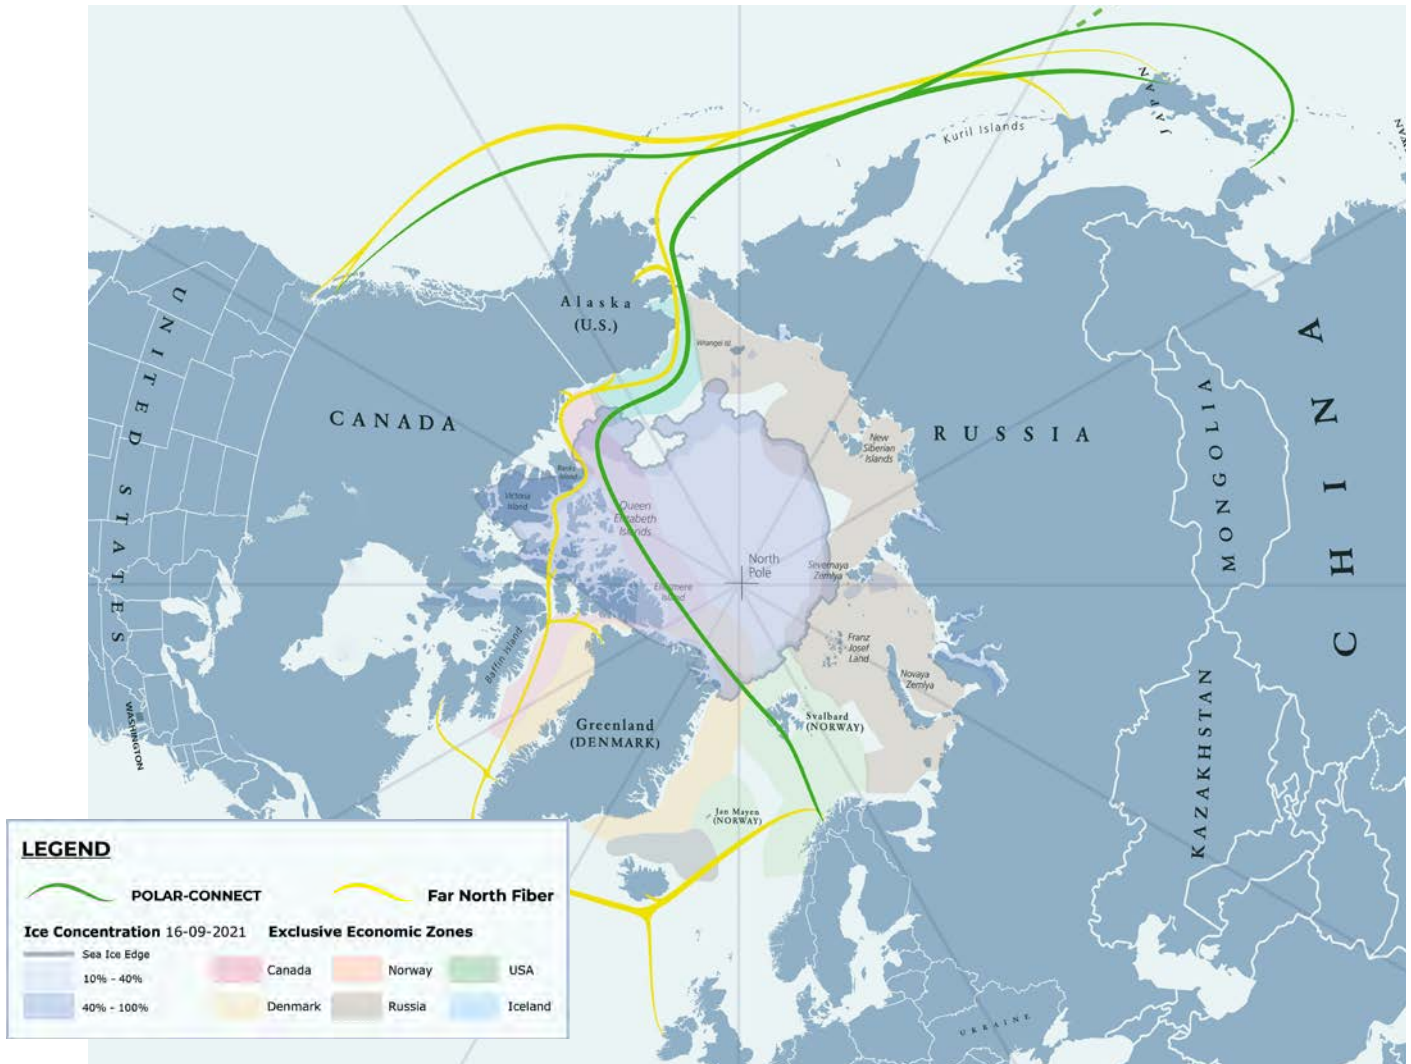 JAPAN
Kuril Islands
Alaska
(U.S.)
Wrangel Id.
UNITED STATES
CANADA
RUSSIA
CHINA
MONGOLIA
New
Siberian
Islands
Banks
Island
Victoria
Island
Queen
Elizabeth
Islands
North
Pole
Severnaya
Zemlya
Ellesmere
Island
Baffin Island
Franz
Josef
Land
Novaya
Zemlya
KAZAKHSTAN
WASHINGTON
Greenland
(DENMARK)
Svalbard
(NORWAY)
Jan Mayen
(NORWAY)
UKRAINE
LEGEND
POLAR-CONNECT
Far North Fiber
Ice Concentration 16-09-2021
Exclusive Economic Zones
Sea Ice Edge
10% - 40%
40% - 100%
Canada
Norway
USA
Denmark
Russia
Iceland